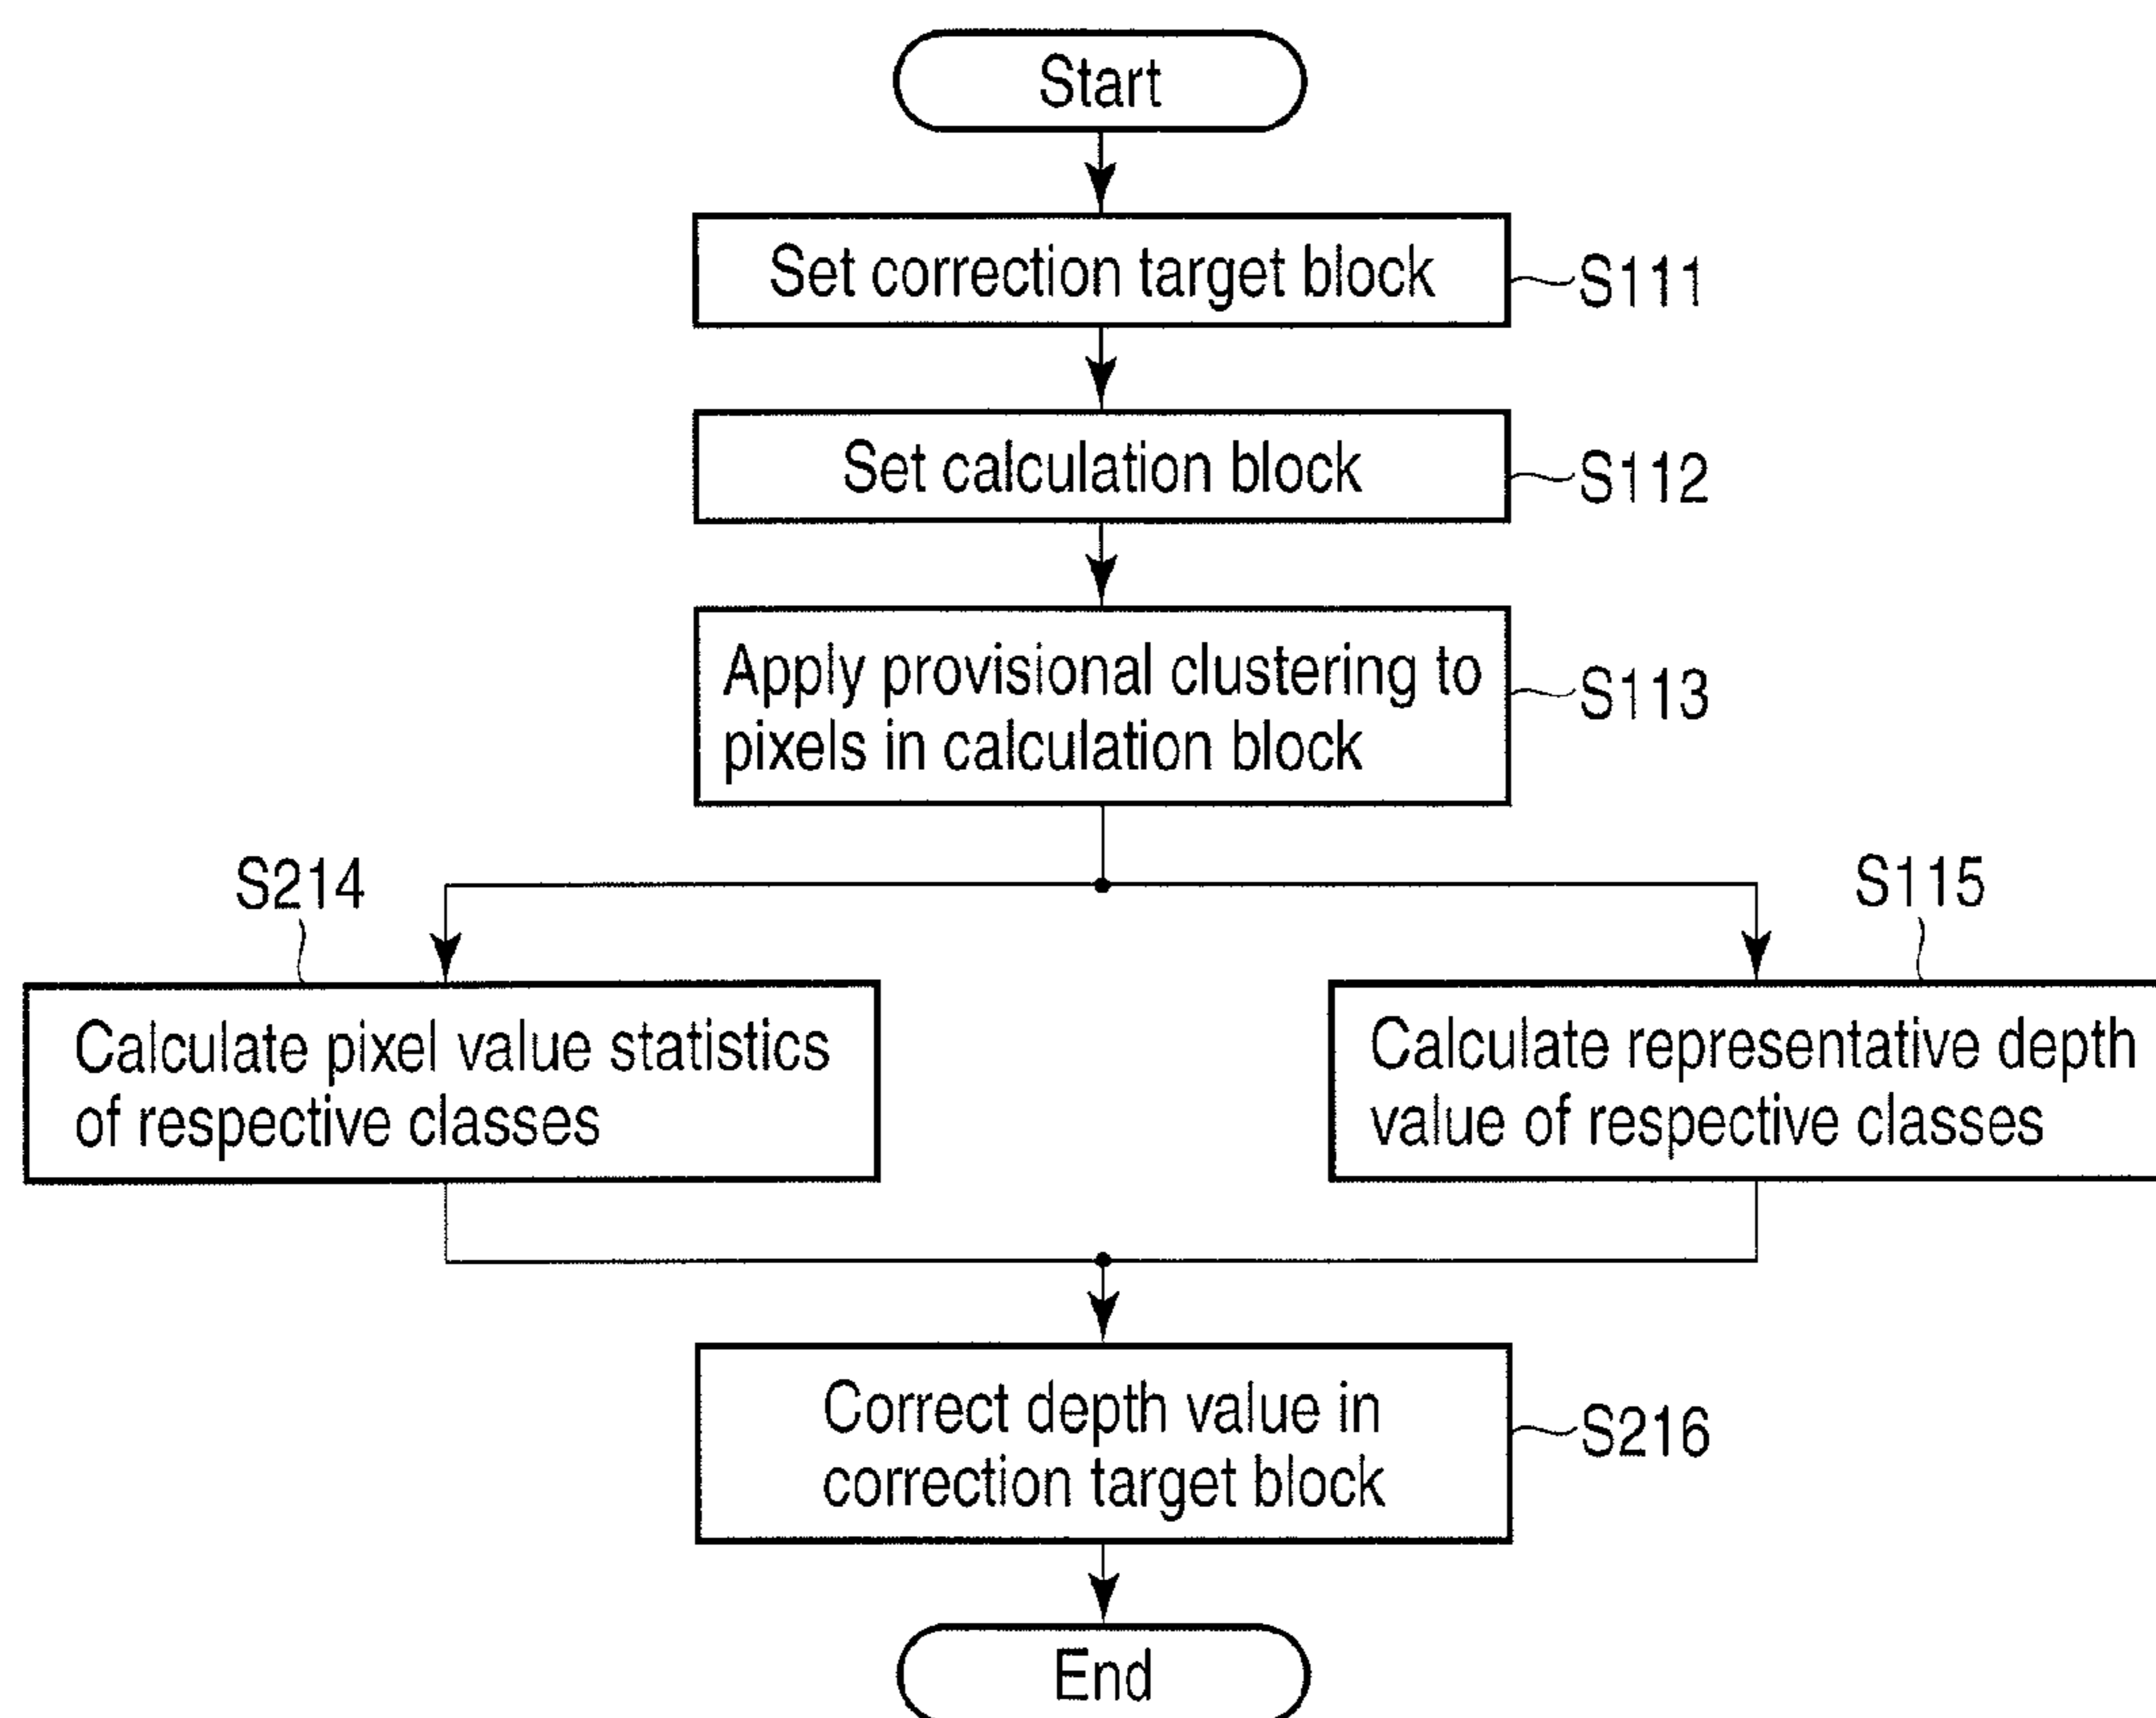 Start
Set correction target block
S111
Set calculation block
S112
Apply provisional clustering to
pixels in calculation block
S113
S214
Calculate pixel value statistics
of respective classes
S115
Calculate representative depth
value of respective classes
Correct depth value in
correction target block
S216
End